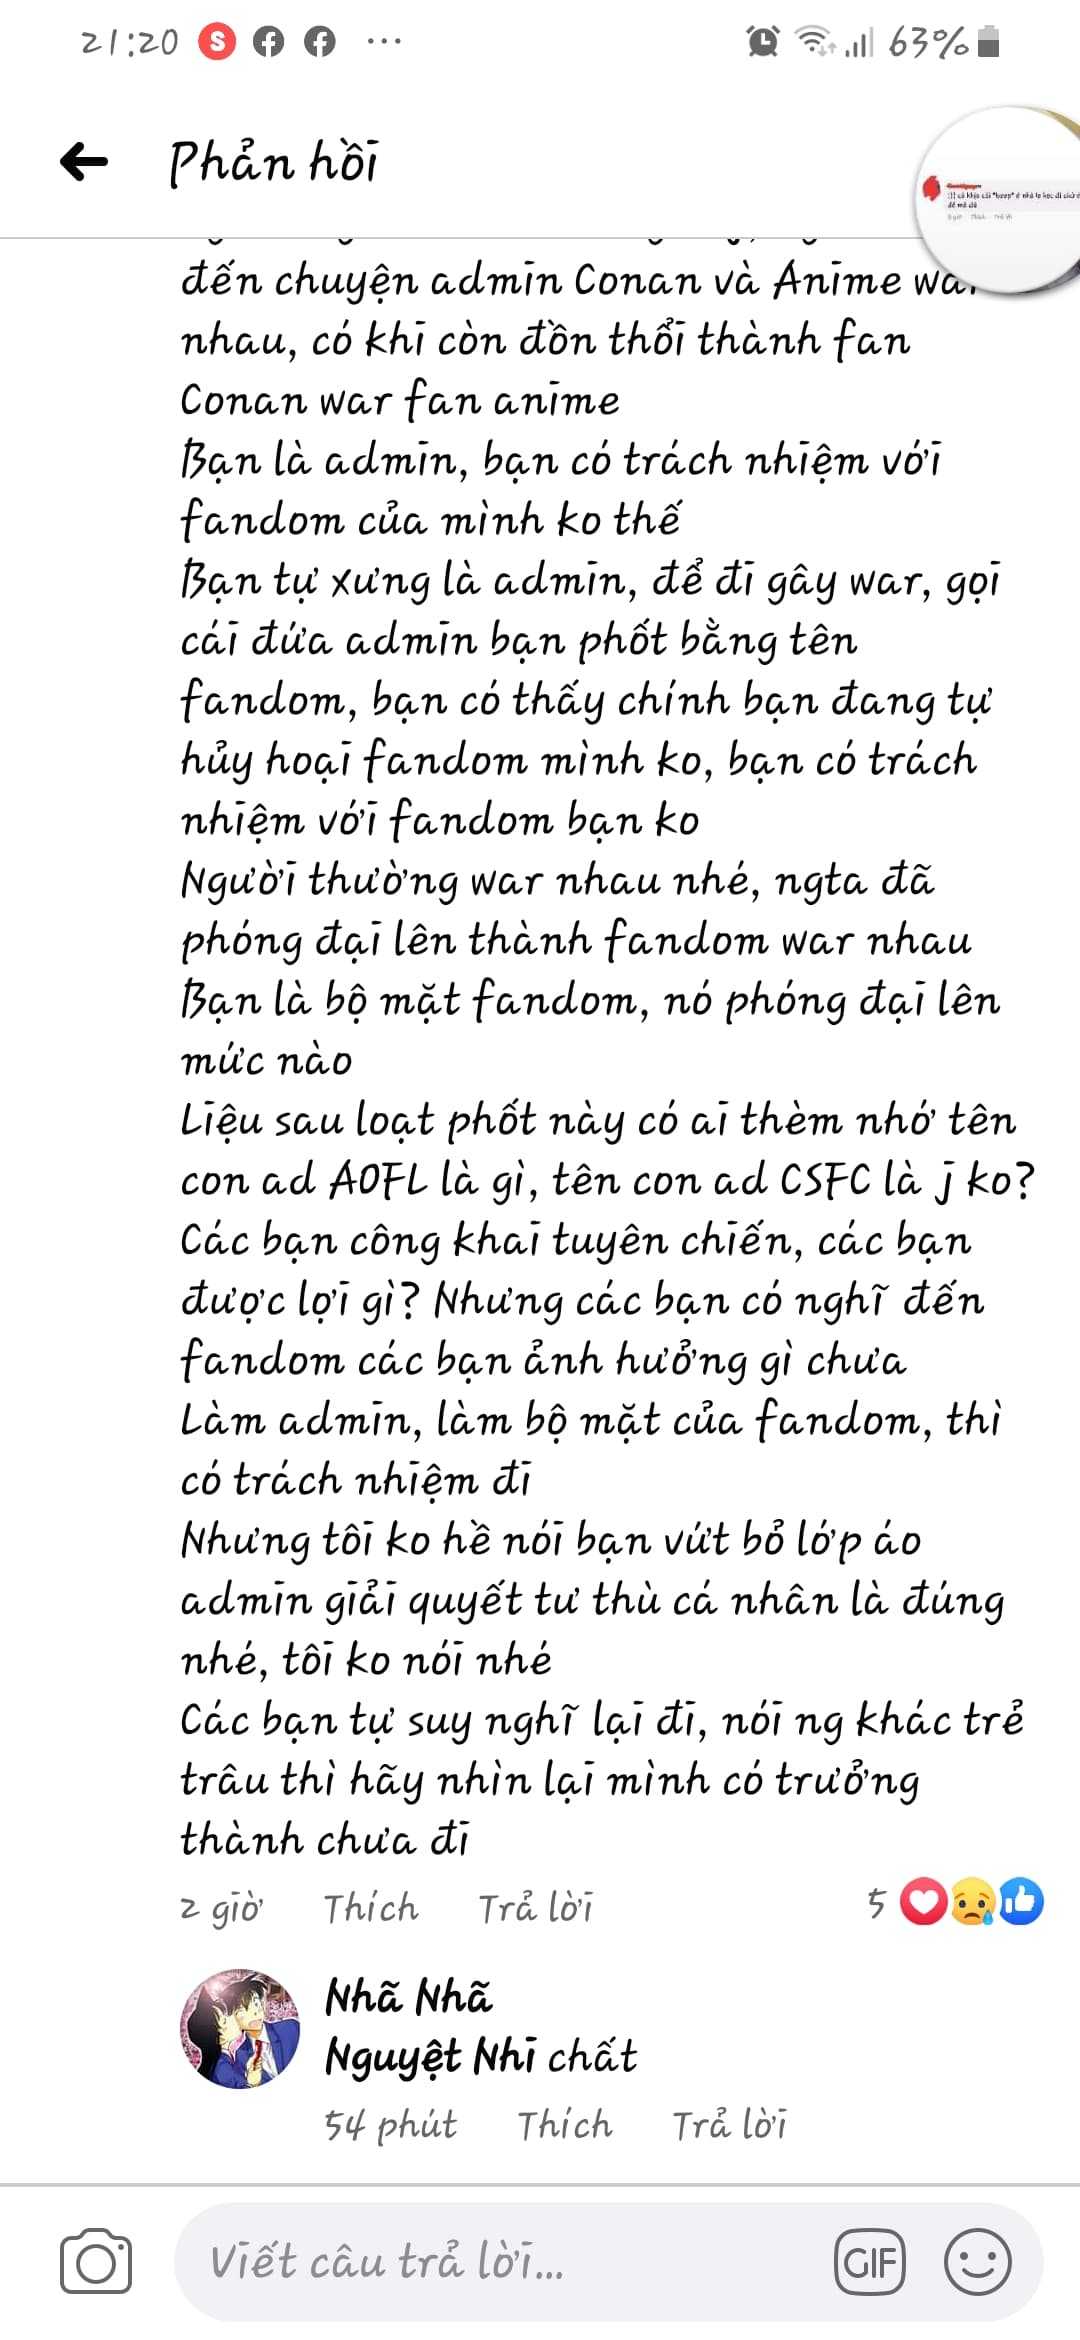 21:20
63%
Phản hồi
đến chuyện admin Conan và Anime
nhau, có khi còn đồn thổi thành fan
Conan war fan anime
Bạn là admin, bạn có trách nhiệm với
fandom của mình ko thế
Bạn tự xưng là admin, để đi gây war, gọi
cái đứa admin bạn phốt bằng tên
fandom, bạn có thấy chính bạn đang tự
hủy hoại fandom mình ko, bạn có trách
nhiệm với fandom bạn ko
Người thường war nhau nhé, ngta đã
phóng đại lên thành fandom war nhau
Bạn là bộ mặt fandom, nó phóng đại lên
mức nào
Liệu sau loạt phốt này có ai thèm nhớ tên
con ad AOFL là gì, tên con ad CSFC là j ko?
Các bạn công khai tuyên chiến, các bạn
được lợi gì? Nhưng các bạn có nghĩ đến
fandom các bạn ảnh hưởng gì chưa
Làm admin, làm bộ mặt của fandom, thì
có trách nhiệm đi
Nhưng tôi ko hề nói bạn vứt bỏ lớp áo
admin giải quyết tư thù cá nhân là đúng
nhé, tôi ko nói nhé
Các bạn tự suy nghĩ lại đi, nói ng khác trẻ
trâu thì hãy nhìn lại mình có trưởng
thành chưa đi
2 giờ Thích Trả lời 5
Nhã Nhã
Nguyệt Nhi chất
54 phút Thích Trả lời
Viết câu trả lời...
GIF